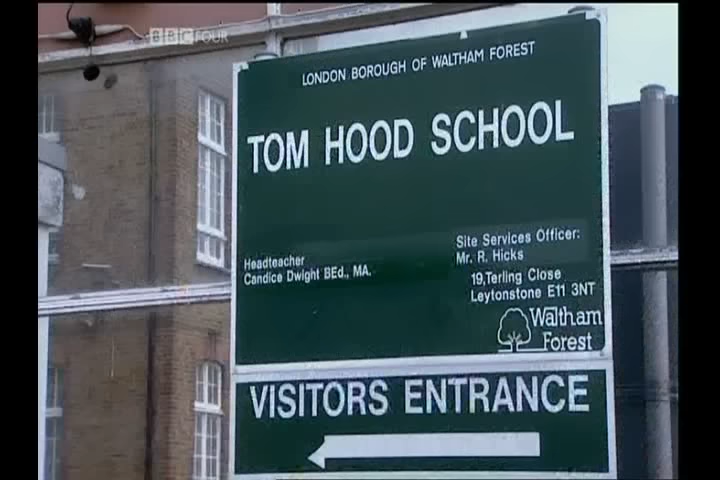 BBC FOUR
LONDON BOROUGH OF WALTHAM FOREST
TOM HOOD SCHOOL
Headteacher
Candice Dwight BEd., MA.
Site Services Officer:
Mr. R. Hicks
19,Terling Close
Leytonstone E11 3NT
Waltham
Forest
VISITORS ENTRANCE